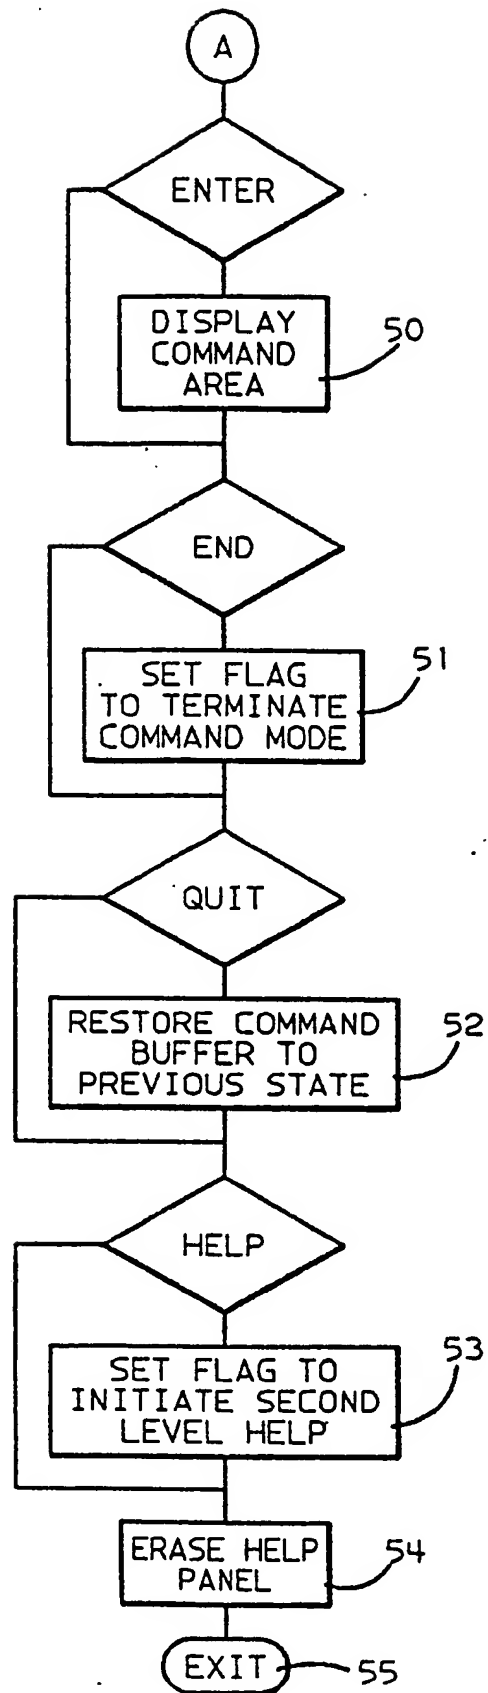 A
ENTER
DISPLAY
COMMAND
AREA
50
END
SET FLAG
TO TERMINATE
COMMAND MODE
51
QUIT
RESTORE COMMAND
BUFFER TO
PREVIOUS STATE
52
HELP
SET FLAG TO
INITIATE SECOND
LEVEL HELP
53
ERASE HELP
PANEL
54
EXIT
55